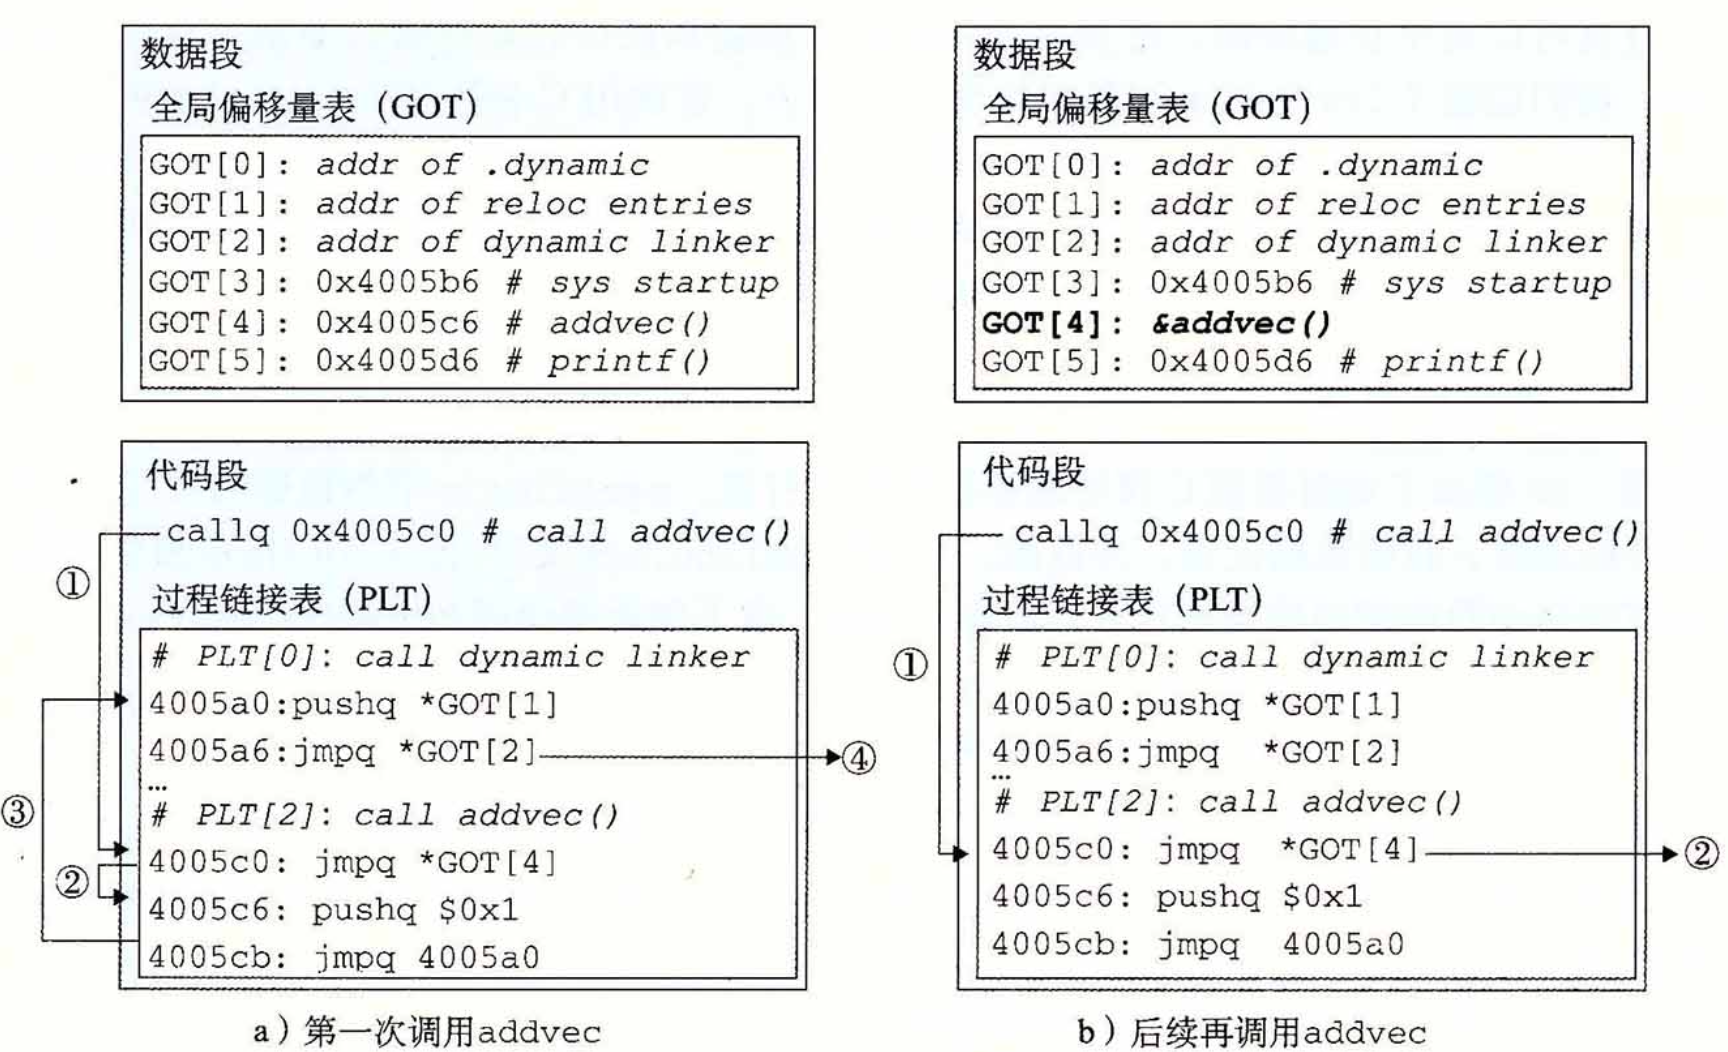 数据段
全局偏移量表（GOT）
GOT[0]: addr of .dynamic
GOT[1]: addr of reloc entries
GOT[2]: addr of dynamic linker
GOT[3]: 0x4005b6 # sys startup
GOT[4]: 0x4005c6 # addvec()
GOT[5]: 0x4005d6 # printf()
代码段
callq 0x4005c0 # call addvec()
①
过程链接表（PLT）
# PLT[0]: call dynamic linker
4005a0:pushq *GOT[1]
4005a6:jmpq *GOT[2]
④
…
③
# PLT[2]: call addvec()
4005c0: jmpq *GOT[4]
②
4005c6: pushq $0x1
4005cb: jmpq 4005a0
a）第一次调用addvec
数据段
全局偏移量表（GOT）
GOT[0]: addr of .dynamic
GOT[1]: addr of reloc entries
GOT[2]: addr of dynamic linker
GOT[3]: 0x4005b6 # sys startup
GOT[4]: &addvec()
GOT[5]: 0x4005d6 # printf()
代码段
callq 0x4005c0 # call addvec()
过程链接表（PLT）
①
# PLT[0]: call dynamic linker
4005a0:pushq *GOT[1]
4005a6:jmpq *GOT[2]
…
# PLT[2]: call addvec()
4005c0: jmpq *GOT[4]
②
4005c6: pushq $0x1
4005cb: jmpq 4005a0
b）后续再调用addvec